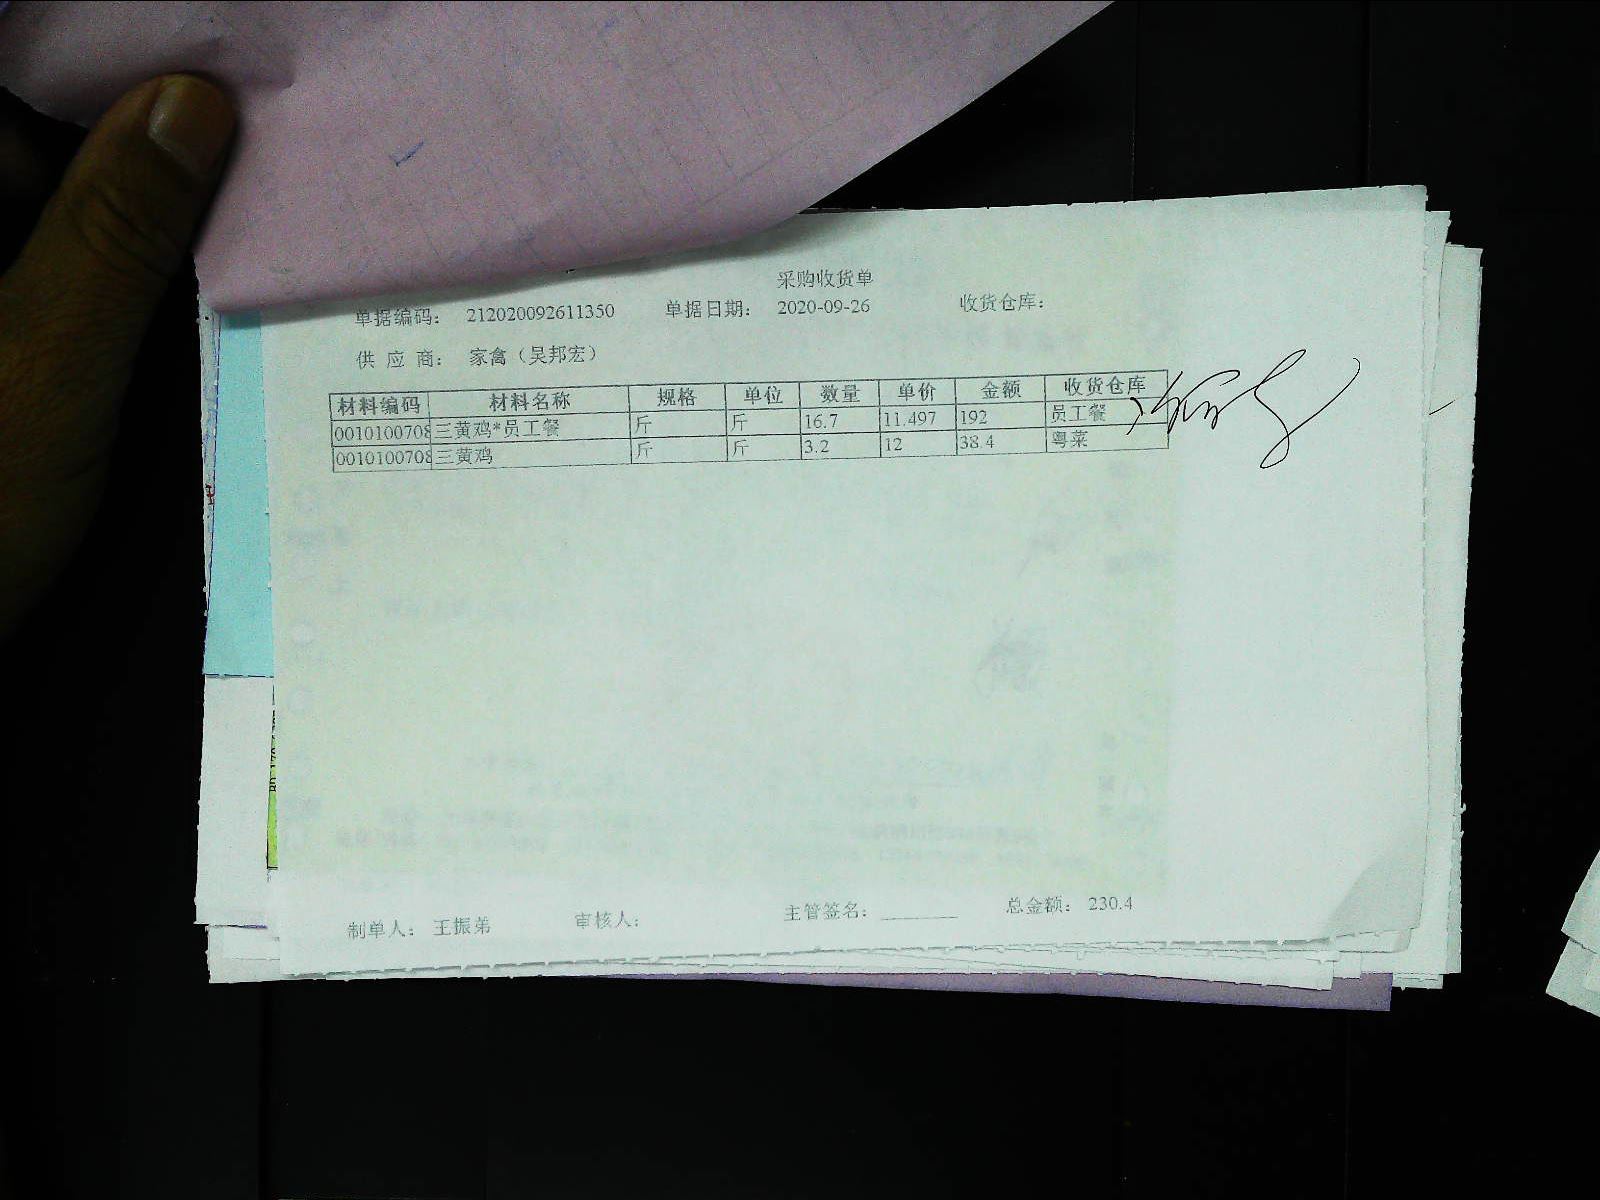 采购收货单
单据编码： 212020092611350 单据日期： 2020-09-26 收货仓库：
供 应 商： 家禽（吴邦宏）
材料编码 材料名称 规格 单位 数量 单价 金额 收货仓库
0010100708 三黄鸡*员工餐 斤 斤 16.7 11.497 192 员工餐
0010100708 三黄鸡 斤 斤 3.2 12 38.4 粤菜
制单人： 王振弟 审核人： 主管签名： ________ 总金额： 230.4